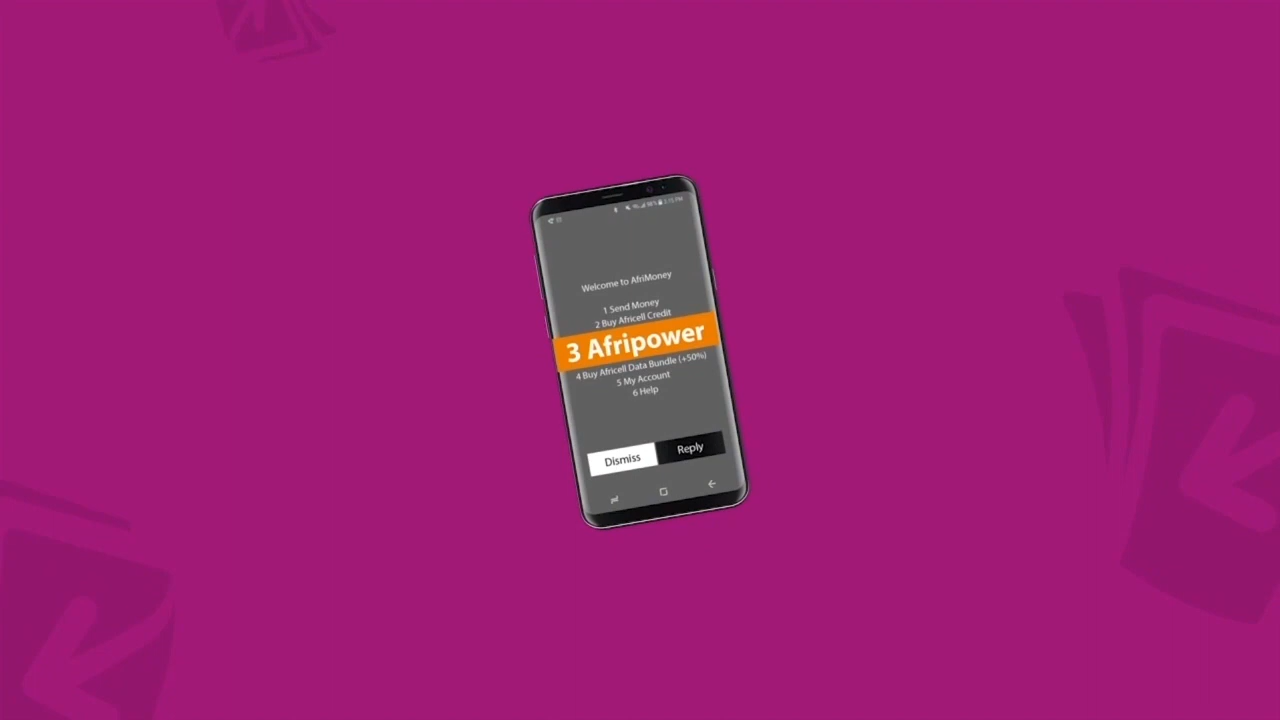 Welcome to AfriMoney
1 Send Money
2 Buy Africell Credit
3 Afripower
4 Buy Africell Data Bundle (+50%)
5 My Account
6 Help
Dismiss
Reply